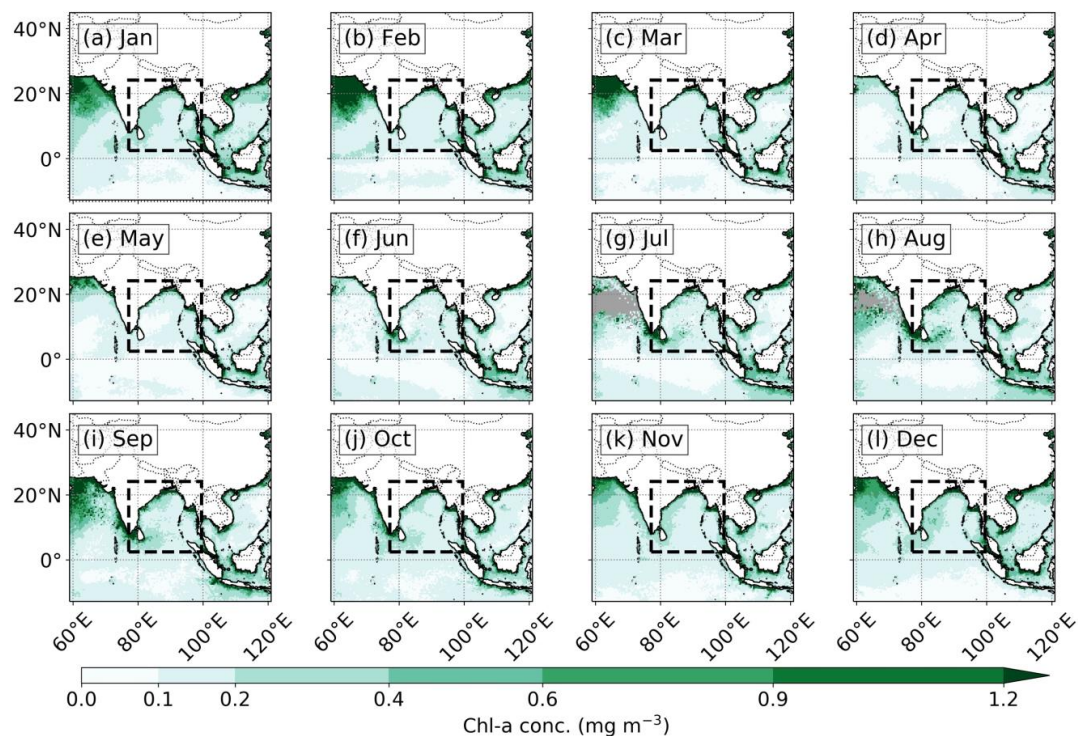 (a) Jan (b) Feb (c) Mar (d) Apr
40°N
20°N
0°
(e) May (f) Jun (g) Jul (h) Aug
40°N
20°N
0°
(i) Sep (j) Oct (k) Nov (l) Dec
40°N
20°N
0°
60°E 80°E 100°E 120°E 60°E 80°E 100°E 120°E 60°E 80°E 100°E 120°E 60°E 80°E 100°E 120°E
0.0 0.1 0.2 0.4 0.6 0.9 1.2
Chl-a conc. (mg m⁻³)